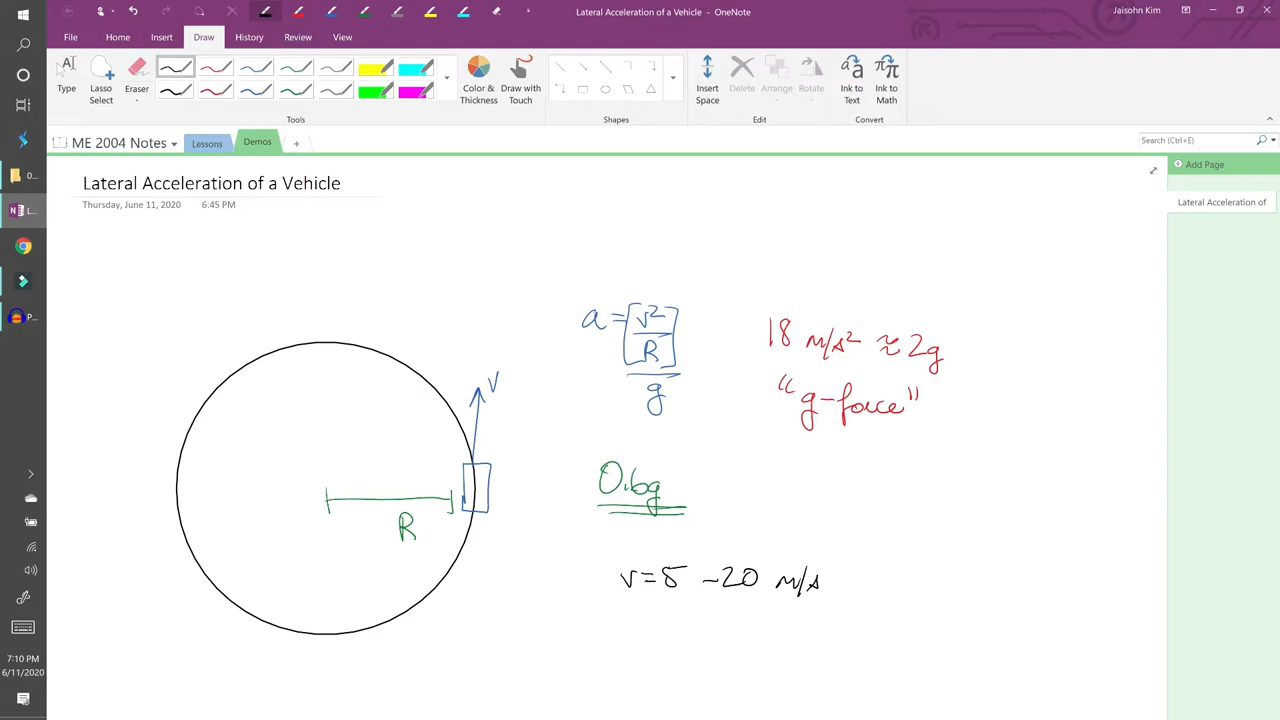 Lateral Acceleration of a Vehicle - OneNote
Jaisohn Kim
File Home Insert Draw History Review View
Type
Lasso Select
Eraser
Color & Thickness
Draw with Touch
Insert Space
Delete
Arrange
Rotate
Ink to Text
Ink to Math
Tools
Shapes
Edit
Convert
ME 2004 Notes
Lessons
Demos
Search (Ctrl+E)
Add Page
Lateral Acceleration of
Lateral Acceleration of a Vehicle
Thursday, June 11, 2020 6:45 PM
0...
L...
P...
a = [v²/R]/g
18 m/s² ≈ 2g
"g-force"
V
R
0.6g
v = 5 - 20 m/s
7:10 PM
6/11/2020